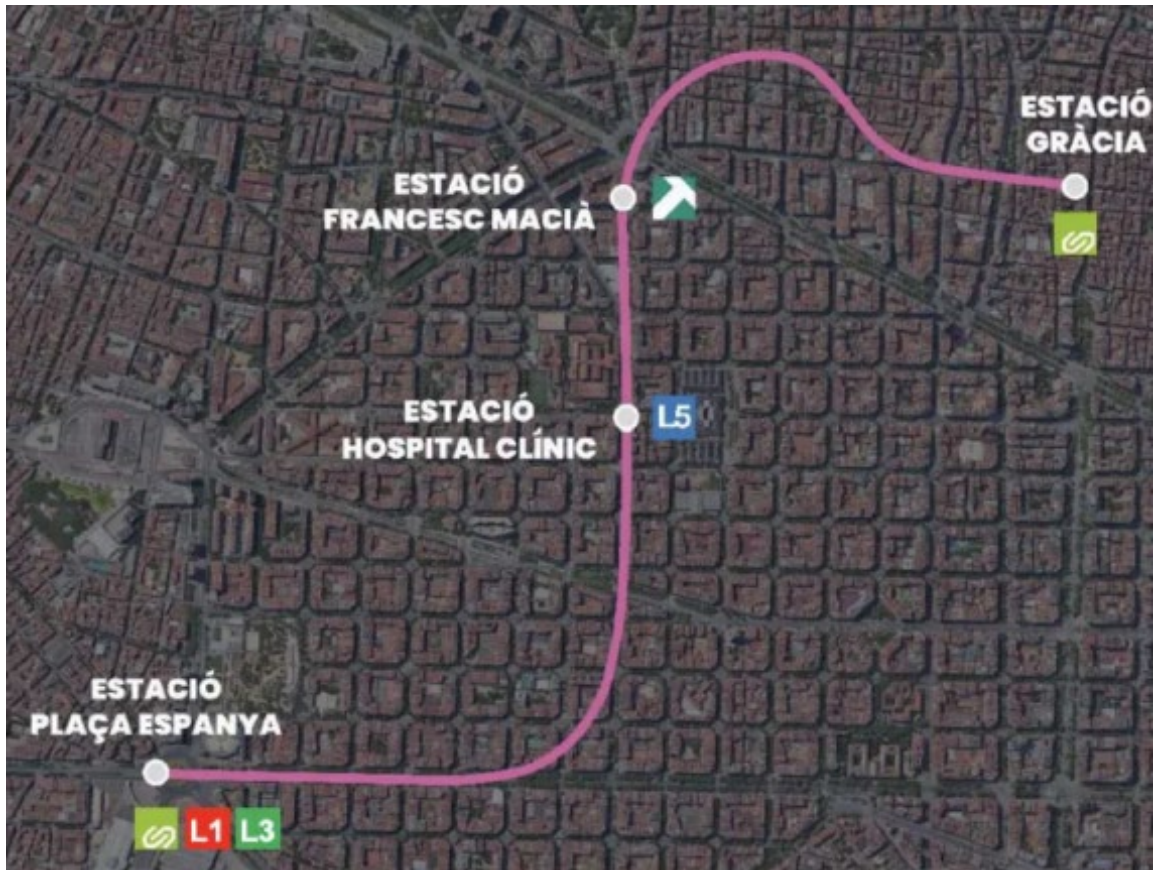 ESTACIÓ
GRÀCIA
ESTACIÓ
FRANCESC MACIÀ
ESTACIÓ
HOSPITAL CLÍNIC
L5
ESTACIÓ
PLAÇA ESPANYA
L1 L3